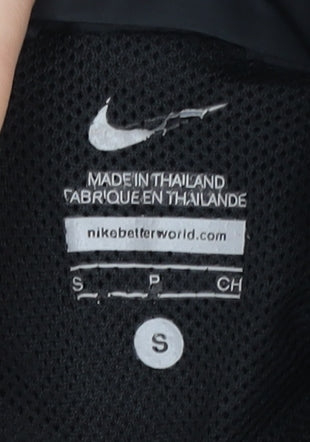 MADE IN THAILAND
FABRIQUE EN THAILANDE
nikebetterworld.com
S P CH
S